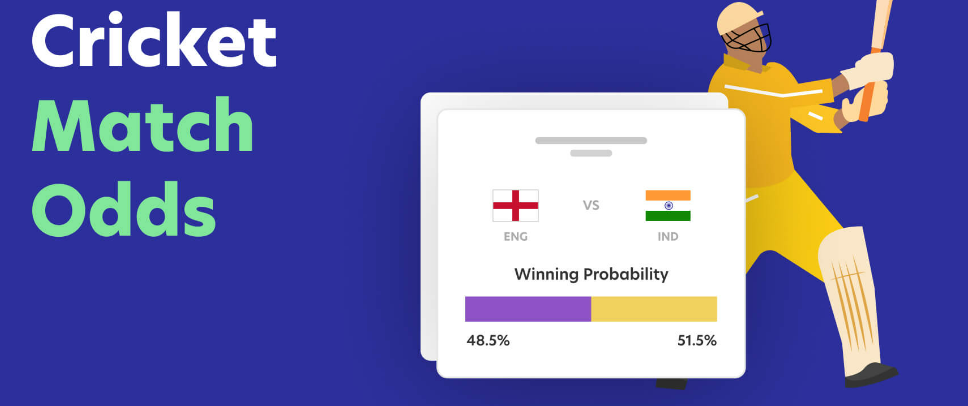 Cricket
Match
Odds
VS
ENG IND
Winning Probability
48.5% 51.5%